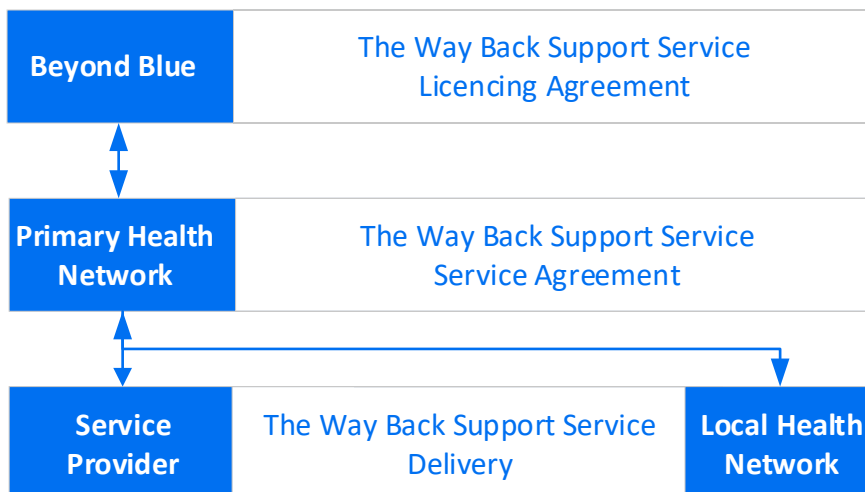 Beyond Blue
The Way Back Support Service
Licencing Agreement
Primary Health
Network
The Way Back Support Service
Service Agreement
Service
Provider
The Way Back Support Service
Delivery
Local Health
Network